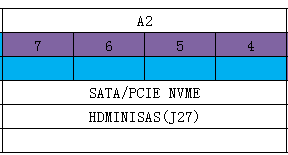 A2
7 6 5 4
SATA/PCIE NVME
HDMINISAS(J27)